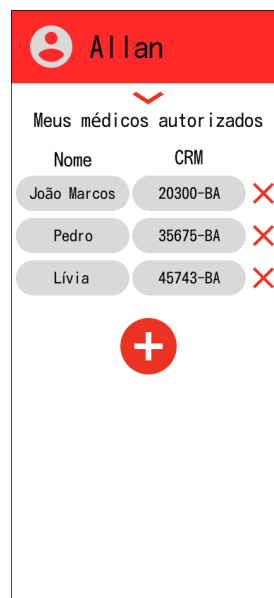 Allan
Meus médicos autorizados
Nome CRM
João Marcos 20300-BA
Pedro 35675-BA
Lívia 45743-BA